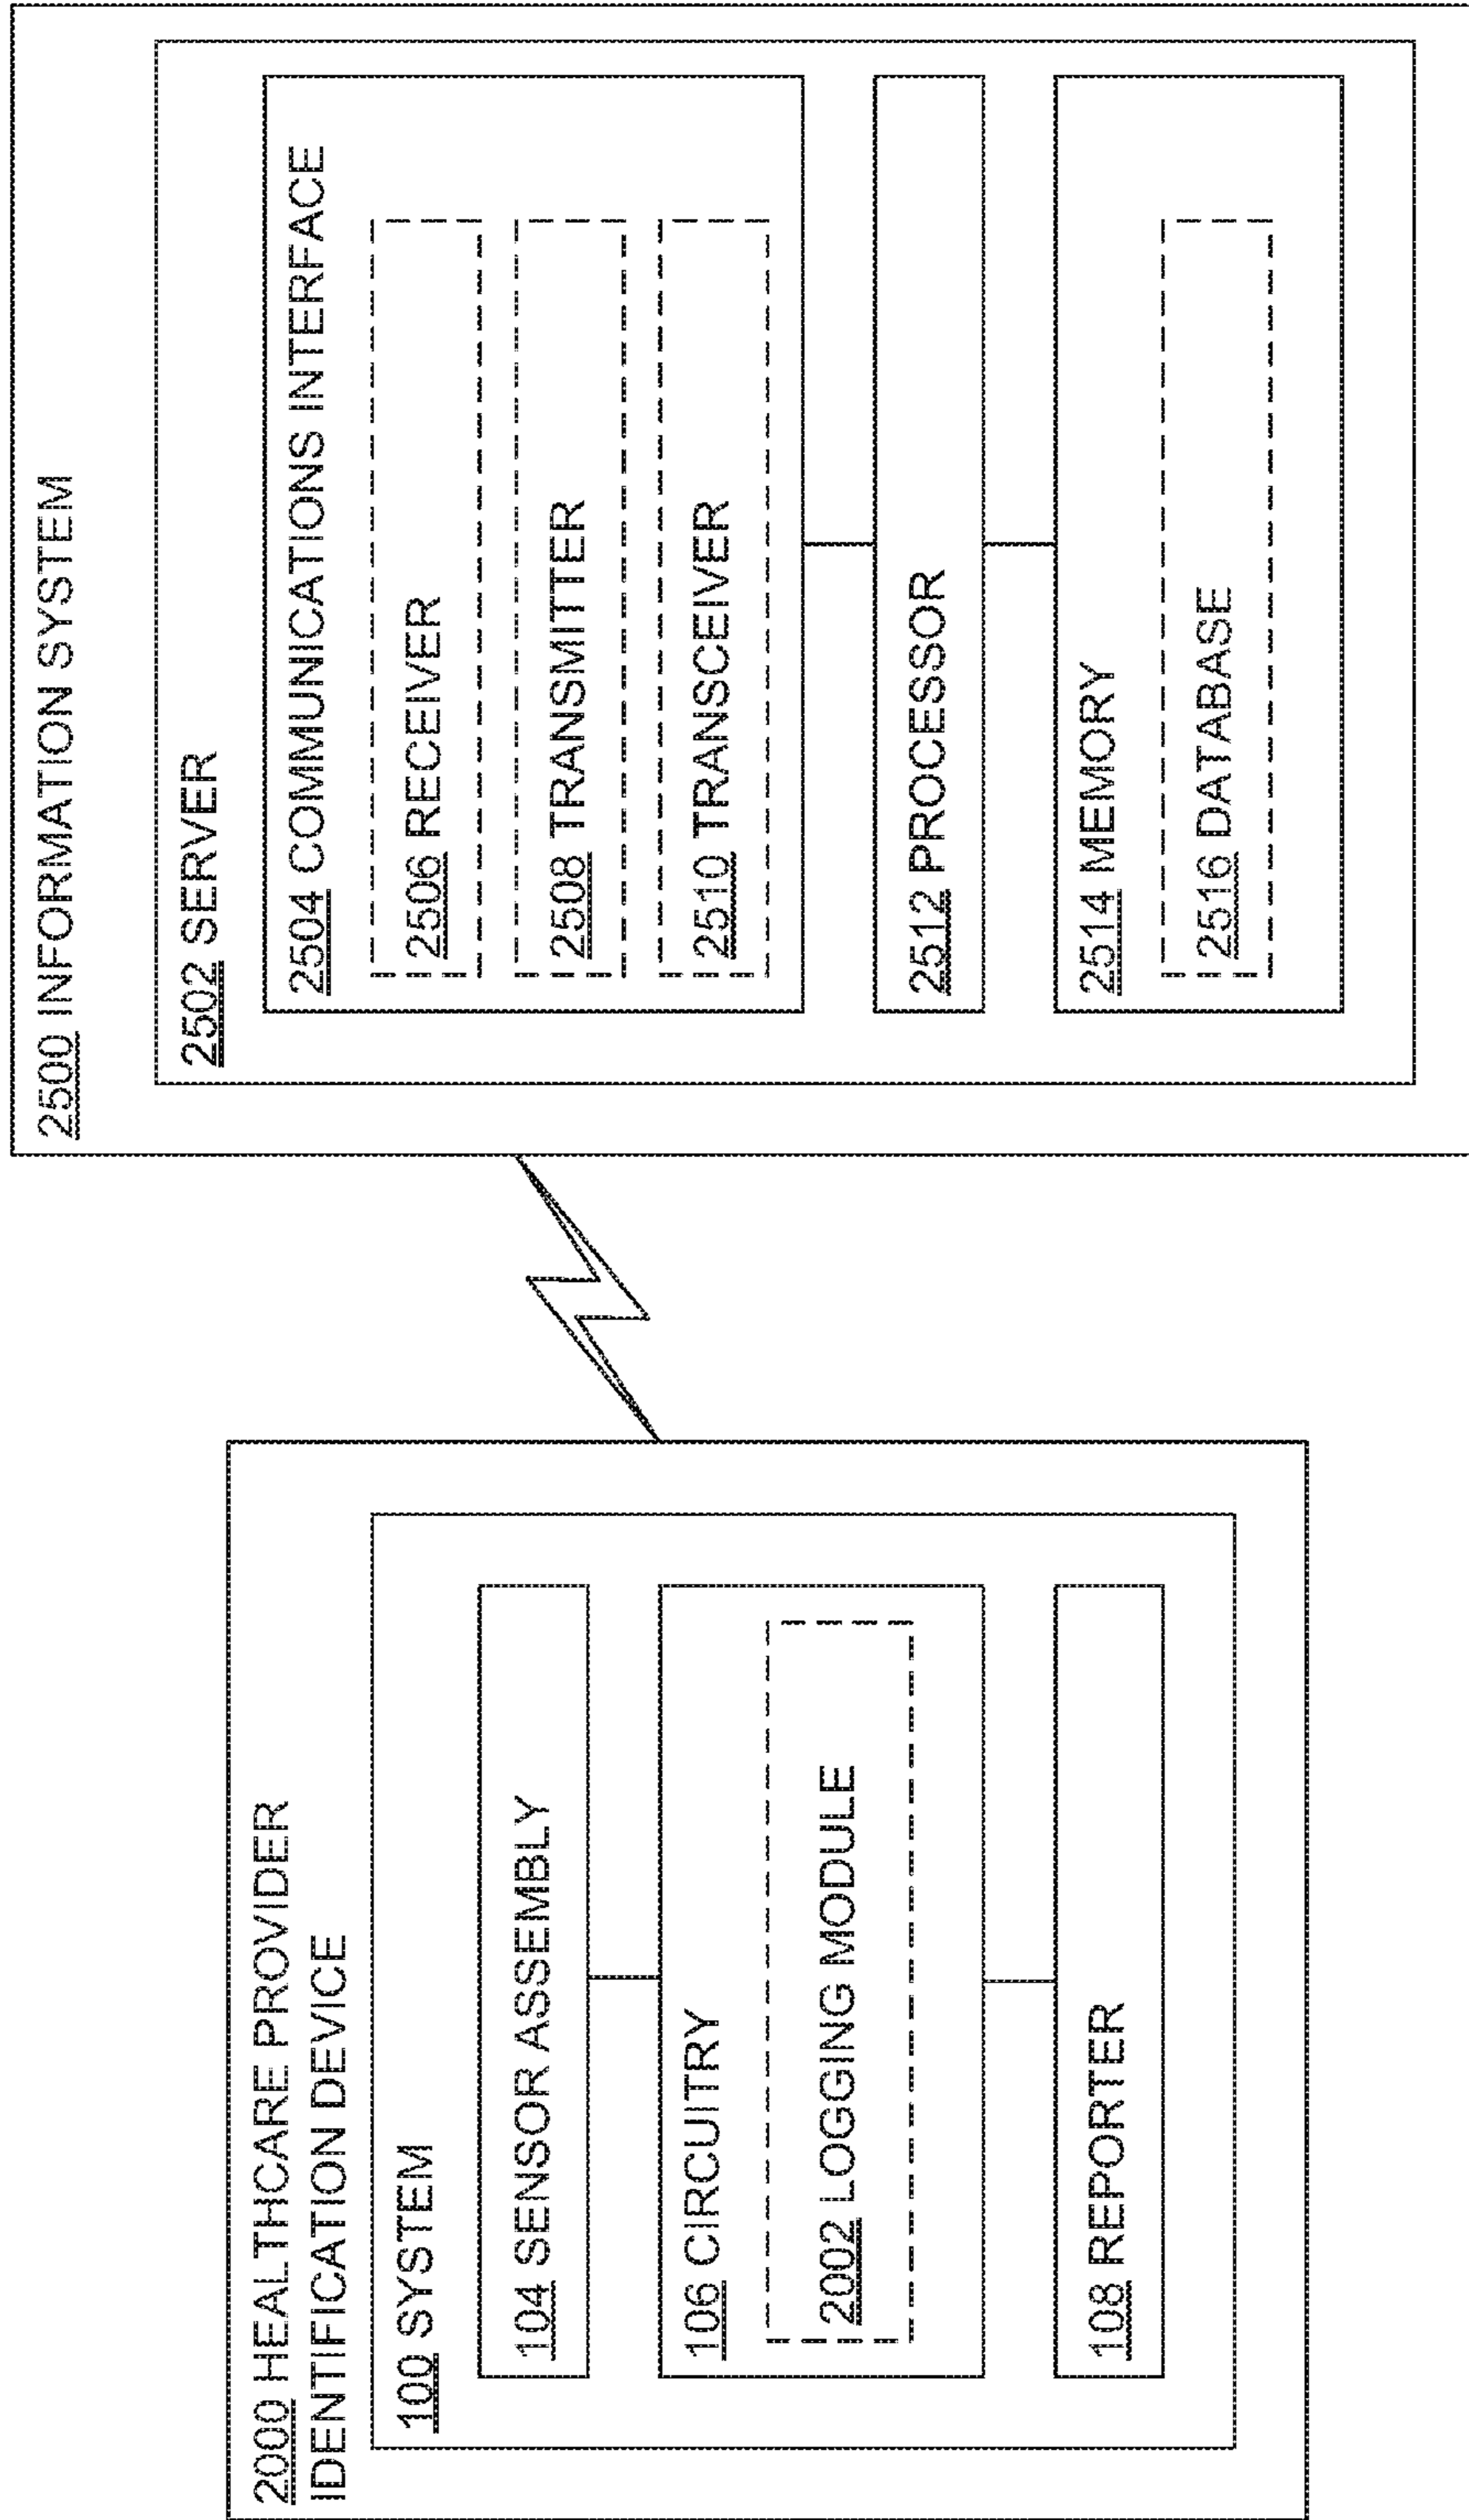 2000 HEALTHCARE PROVIDER
IDENTIFICATION DEVICE
100 SYSTEM
104 SENSOR ASSEMBLY
106 CIRCUITRY
2002 LOGGING MODULE
108 REPORTER
2500 INFORMATION SYSTEM
2502 SERVER
2504 COMMUNICATIONS INTERFACE
2506 RECEIVER
2508 TRANSMITTER
2510 TRANSCEIVER
2512 PROCESSOR
2514 MEMORY
2516 DATABASE